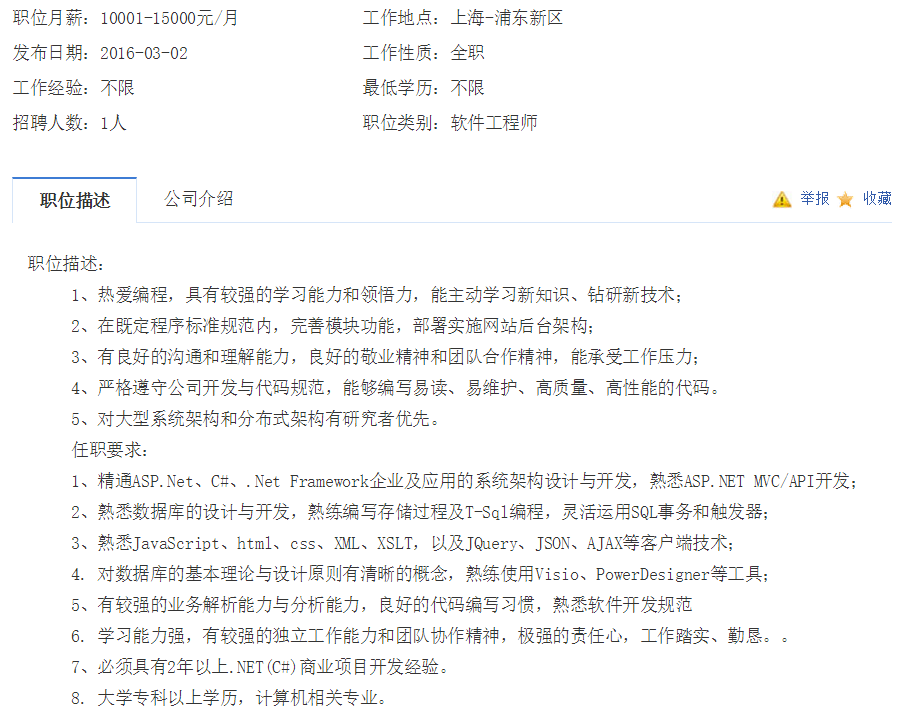 职位月薪：10001-15000元/月 工作地点：上海-浦东新区
发布日期：2016-03-02 工作性质：全职
工作经验：不限 最低学历：不限
招聘人数：1人 职位类别：软件工程师
职位描述 公司介绍 举报 收藏
职位描述：
1、热爱编程，具有较强的学习能力和领悟力，能主动学习新知识、钻研新技术；
2、在既定程序标准规范内，完善模块功能，部署实施网站后台架构；
3、有良好的沟通和理解能力，良好的敬业精神和团队合作精神，能承受工作压力；
4、严格遵守公司开发与代码规范，能够编写易读、易维护、高质量、高性能的代码。
5、对大型系统架构和分布式架构有研究者优先。
任职要求：
1、精通ASP.Net、C#、.Net Framework企业及应用的系统架构设计与开发，熟悉ASP.NET MVC/API开发；
2、熟悉数据库的设计与开发，熟练编写存储过程及T-Sql编程，灵活运用SQL事务和触发器；
3、熟悉JavaScript、html、css、XML、XSLT，以及JQuery、JSON、AJAX等客户端技术；
4. 对数据库的基本理论与设计原则有清晰的概念，熟练使用Visio、PowerDesigner等工具；
5、有较强的业务解析能力与分析能力，良好的代码编写习惯，熟悉软件开发规范
6. 学习能力强，有较强的独立工作能力和团队协作精神，极强的责任心，工作踏实、勤恳。。
7、必须具有2年以上.NET(C#)商业项目开发经验。
8. 大学专科以上学历，计算机相关专业。